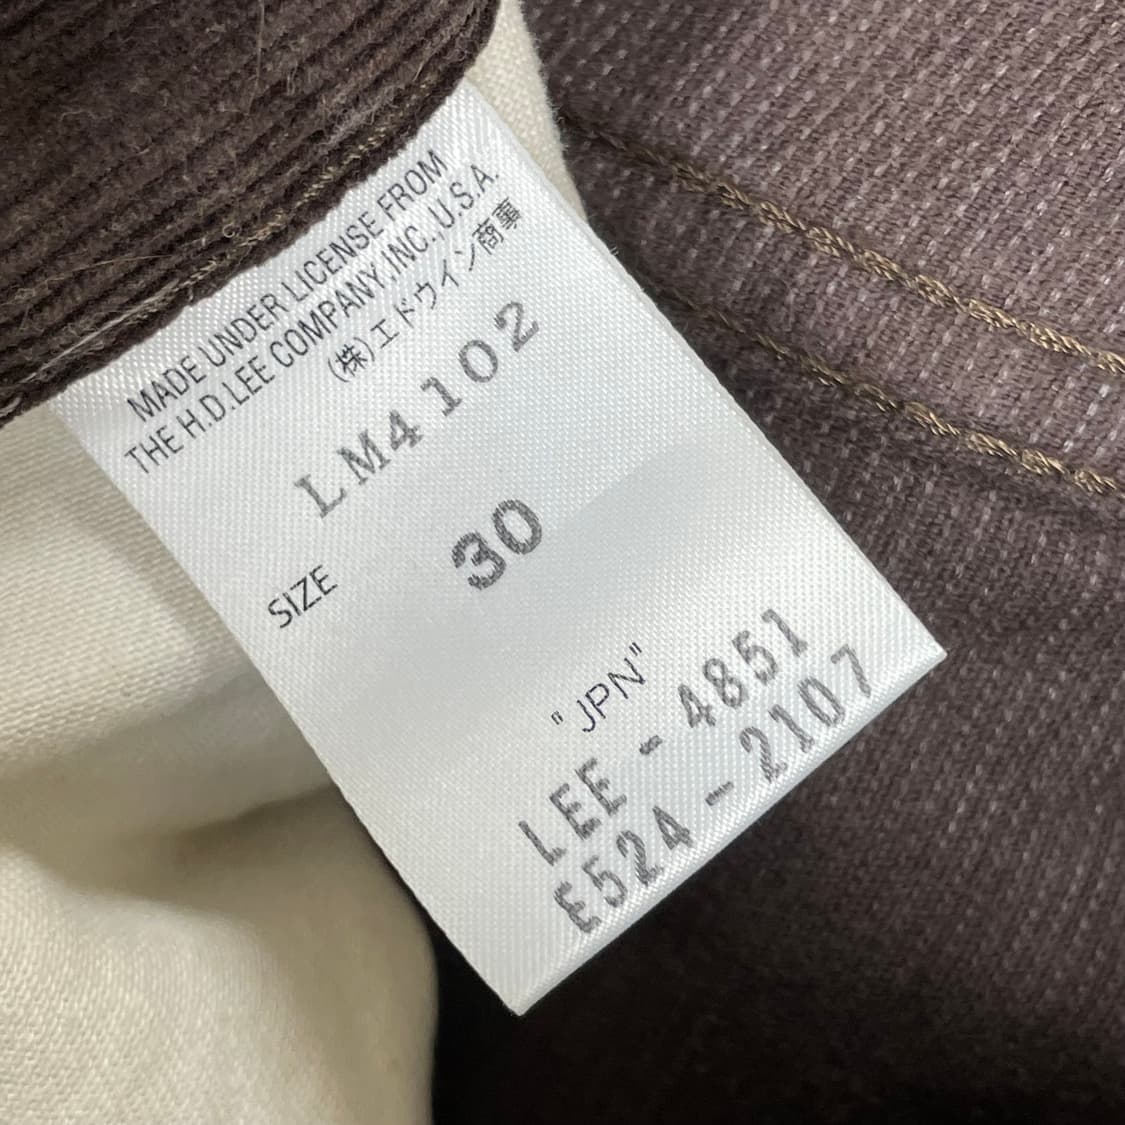 MADE UNDER LICENSE FROM
THE H.D.LEE COMPANY,INC.,U.S.A.
(株)エドウイン商事
LM4102
SIZE 30
"JPN"
LEE-4851
E524-2107